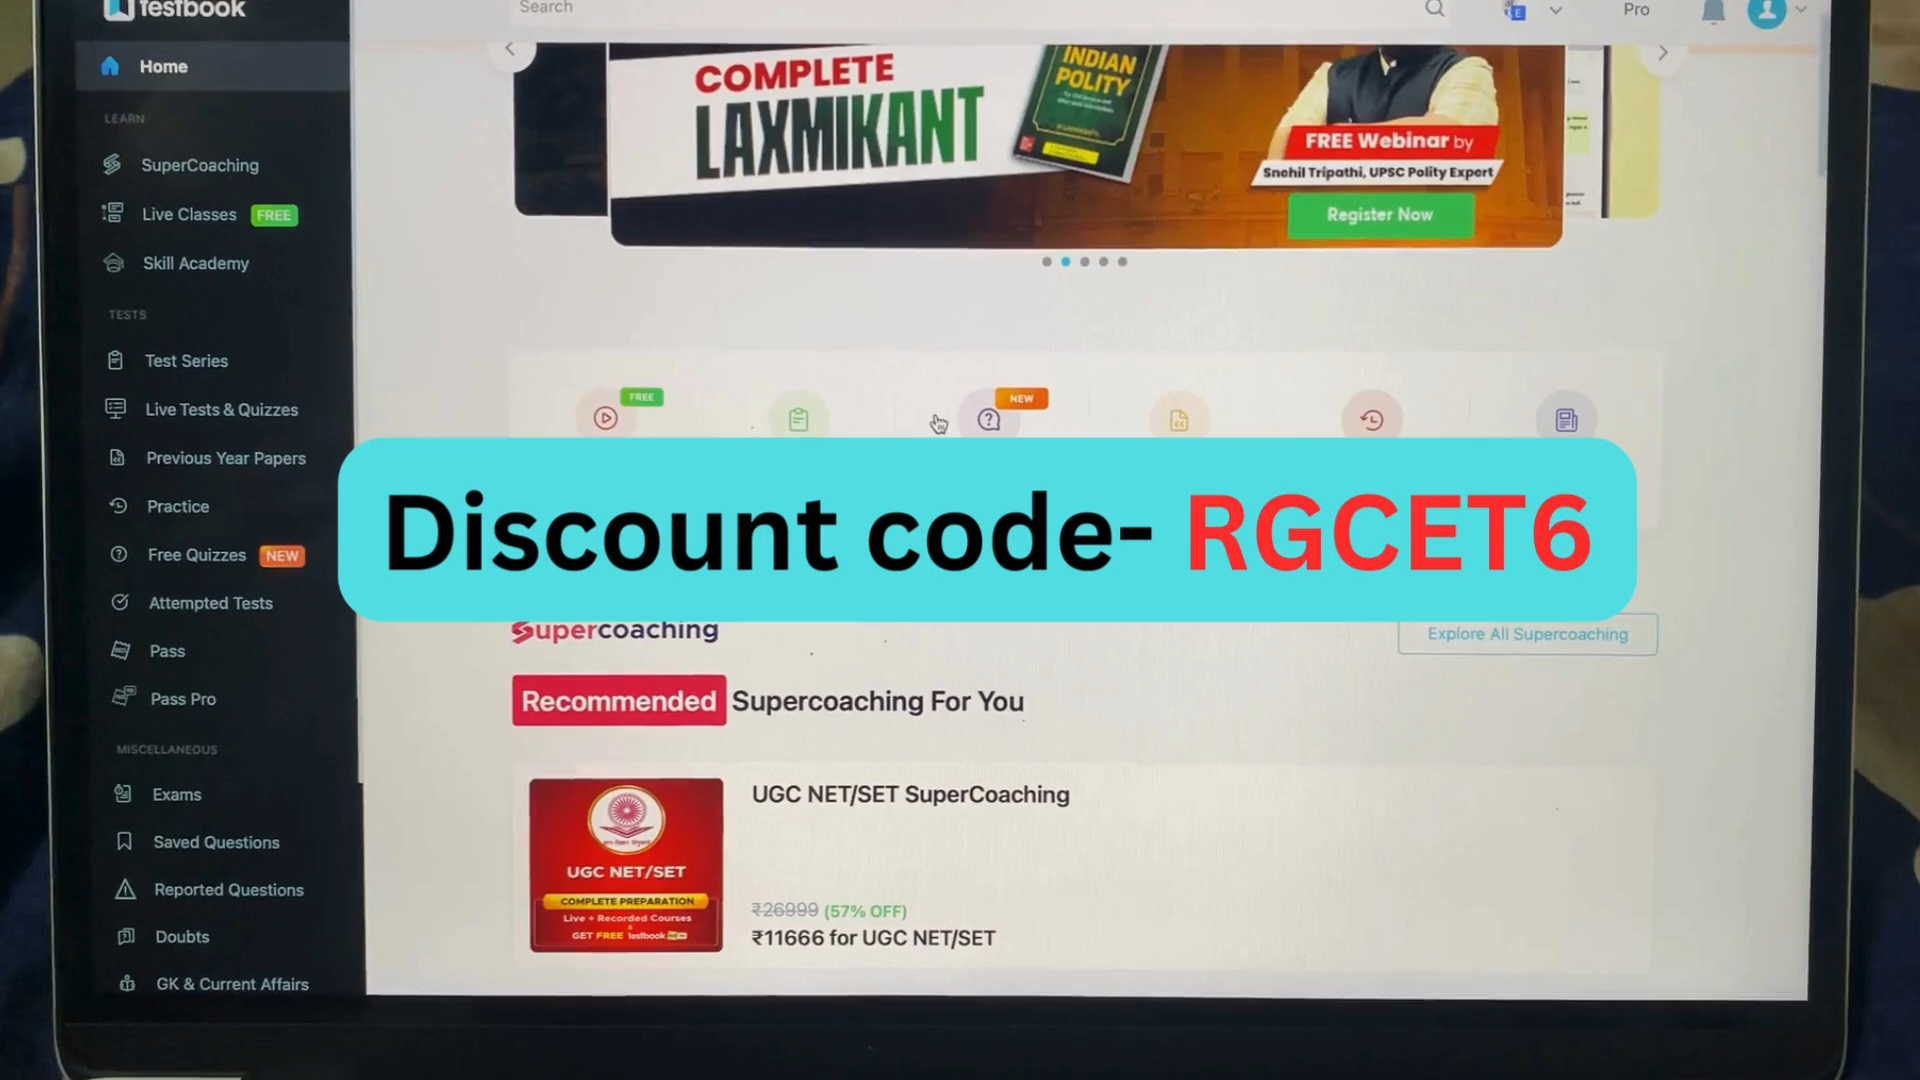 testbook
Search
Pro
Home
LEARN
SuperCoaching
Live Classes FREE
Skill Academy
TESTS
Test Series
Live Tests & Quizzes
Previous Year Papers
Practice
Free Quizzes NEW
Attempted Tests
Pass
Pass Pro
MISCELLANEOUS
Exams
Saved Questions
Reported Questions
Doubts
GK & Current Affairs
COMPLETE
LAXMIKANT
INDIAN
POLITY
FREE Webinar by
Snehil Tripathi, UPSC Polity Expert
Register Now
FREE
NEW
Discount code- RGCET6
Supercoaching
Explore All Supercoaching
Recommended Supercoaching For You
UGC NET/SET
COMPLETE PREPARATION
Live + Recorded Courses
GET FREE testbook
UGC NET/SET SuperCoaching
₹26999 (57% OFF)
₹11666 for UGC NET/SET